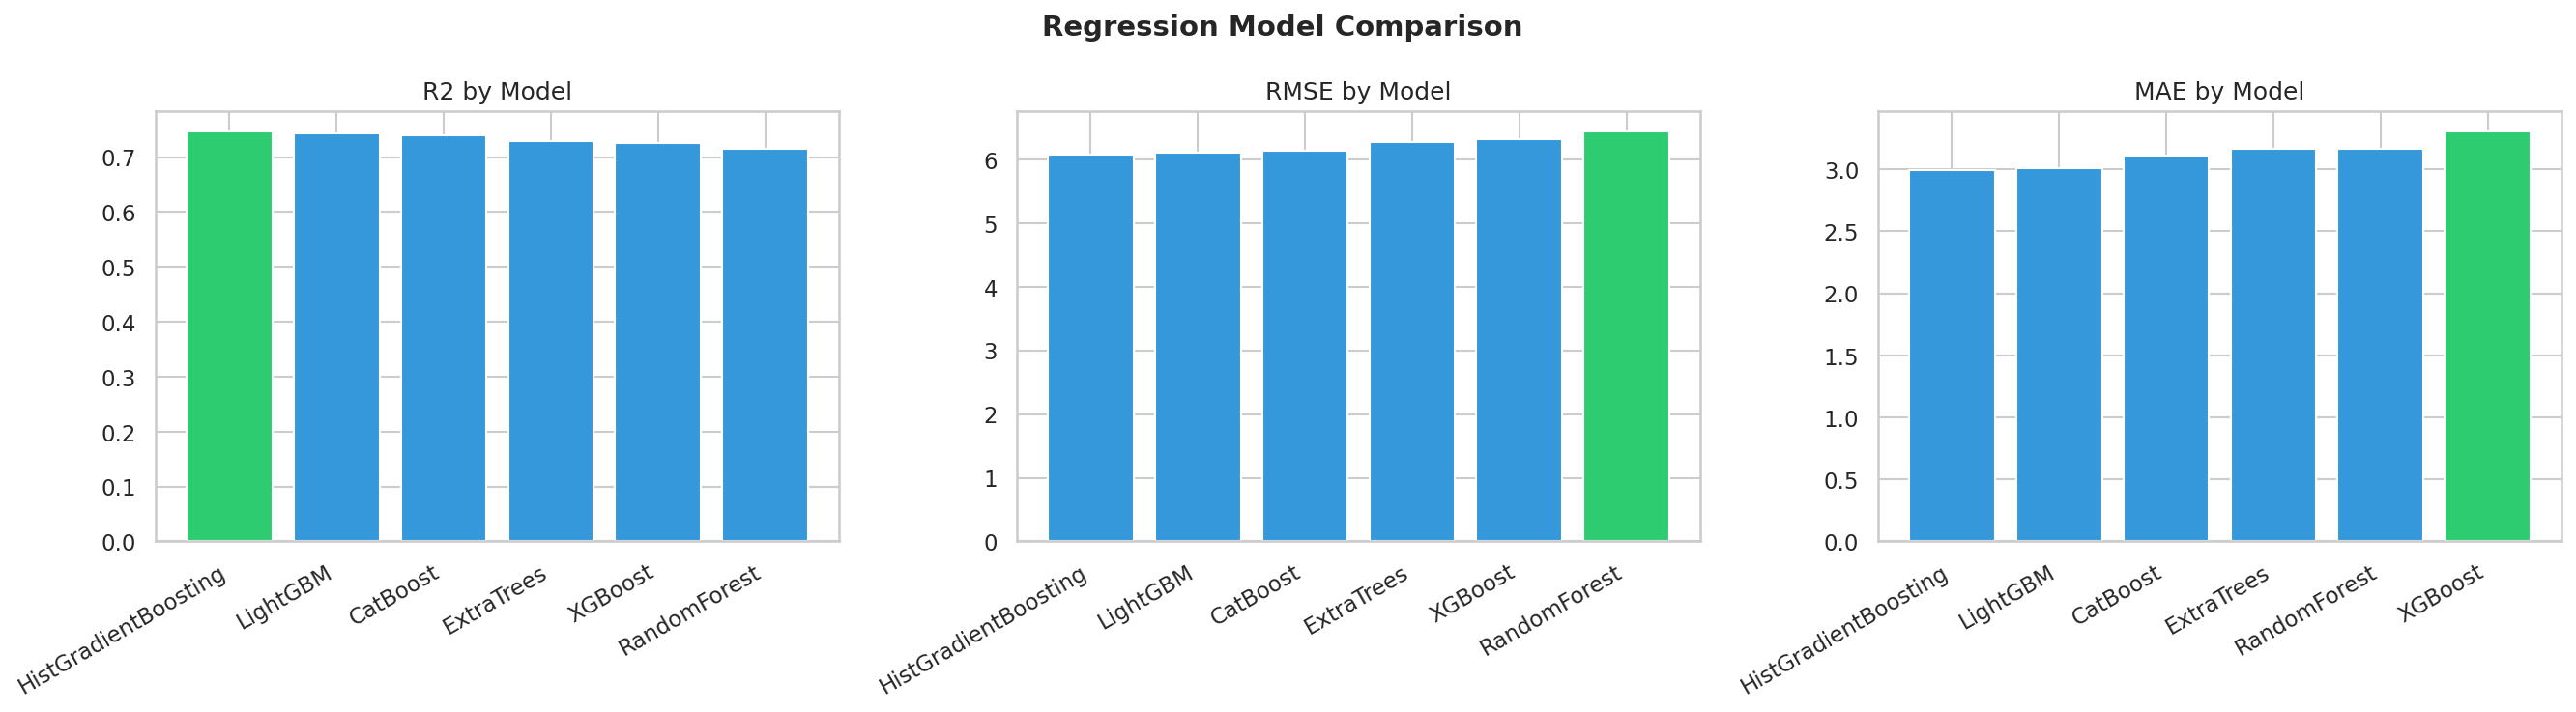 Regression Model Comparison
R2 by Model
0.7
0.6
0.5
0.4
0.3
0.2
0.1
0.0
HistGradientBoosting
LightGBM
CatBoost
ExtraTrees
XGBoost
RandomForest
RMSE by Model
6
5
4
3
2
1
0
HistGradientBoosting
LightGBM
CatBoost
ExtraTrees
XGBoost
RandomForest
MAE by Model
3.0
2.5
2.0
1.5
1.0
0.5
0.0
HistGradientBoosting
LightGBM
CatBoost
ExtraTrees
RandomForest
XGBoost